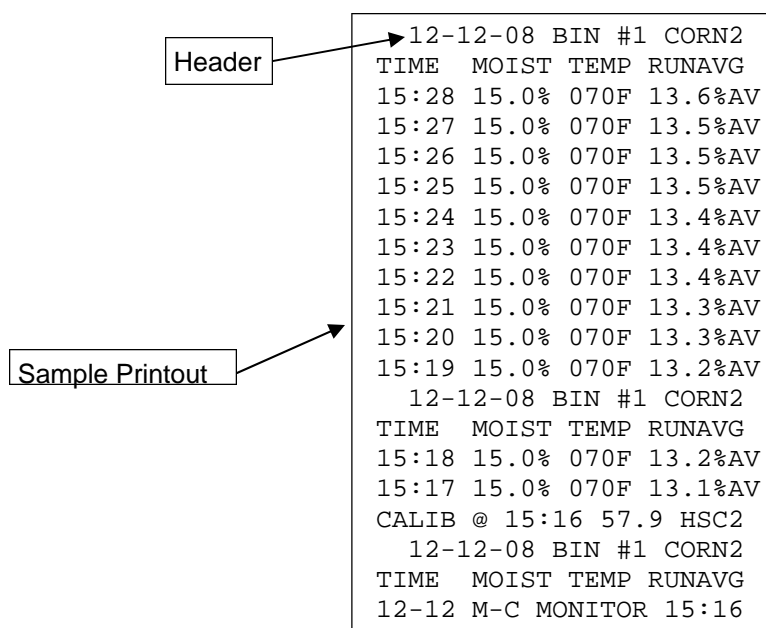 Header
Sample Printout
12-12-08 BIN #1 CORN2
TIME MOIST TEMP RUNAVG
15:28 15.0% 070F 13.6%AV
15:27 15.0% 070F 13.5%AV
15:26 15.0% 070F 13.5%AV
15:25 15.0% 070F 13.5%AV
15:24 15.0% 070F 13.4%AV
15:23 15.0% 070F 13.4%AV
15:22 15.0% 070F 13.4%AV
15:21 15.0% 070F 13.3%AV
15:20 15.0% 070F 13.3%AV
15:19 15.0% 070F 13.2%AV
12-12-08 BIN #1 CORN2
TIME MOIST TEMP RUNAVG
15:18 15.0% 070F 13.2%AV
15:17 15.0% 070F 13.1%AV
CALIB @ 15:16 57.9 HSC2
12-12-08 BIN #1 CORN2
TIME MOIST TEMP RUNAVG
12-12 M-C MONITOR 15:16